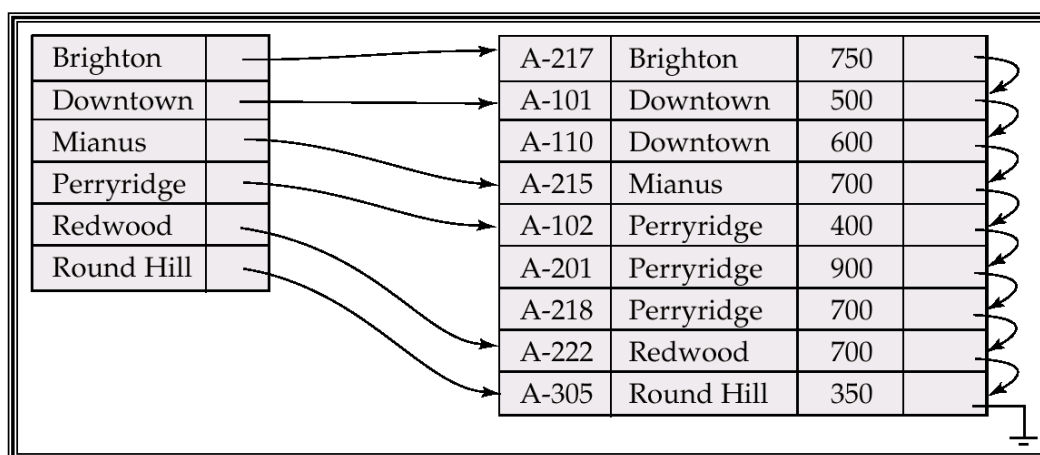 Brighton
Downtown
Mianus
Perryridge
Redwood
Round Hill
A-217 Brighton 750
A-101 Downtown 500
A-110 Downtown 600
A-215 Mianus 700
A-102 Perryridge 400
A-201 Perryridge 900
A-218 Perryridge 700
A-222 Redwood 700
A-305 Round Hill 350